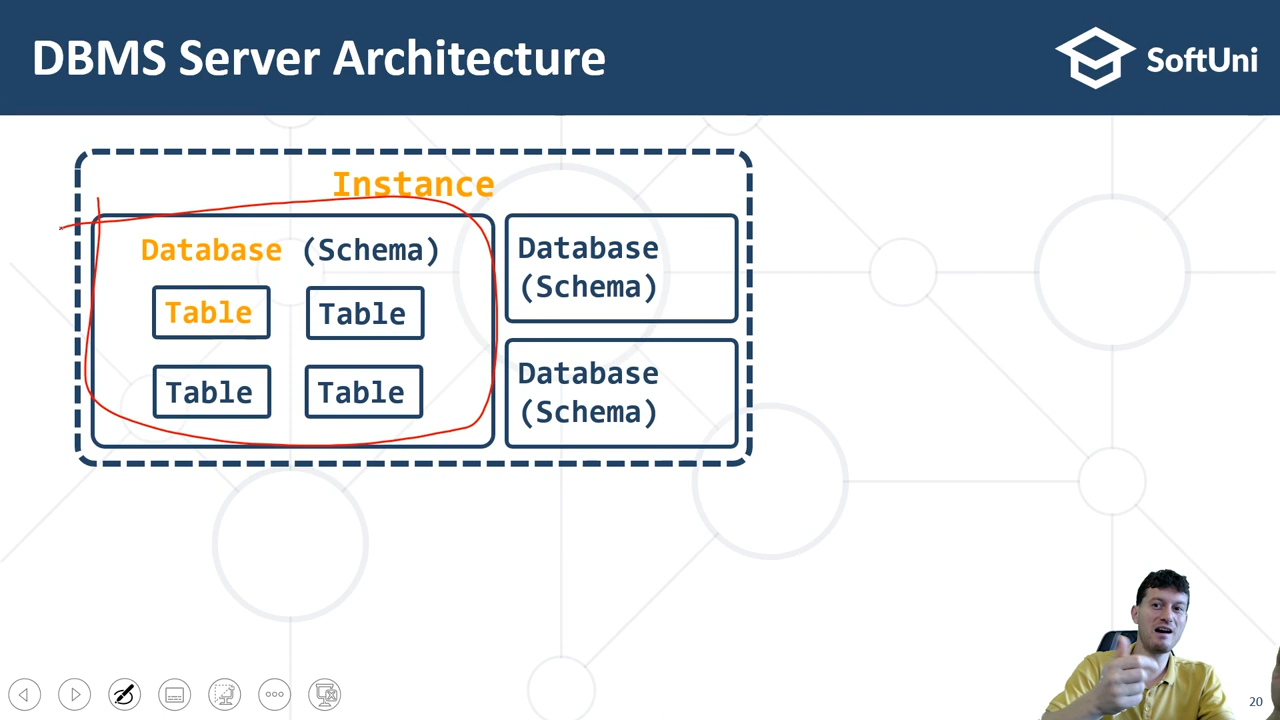 DBMS Server Architecture
SoftUni
Instance
Database (Schema)
Table
Table
Table
Table
Database
(Schema)
Database
(Schema)
20